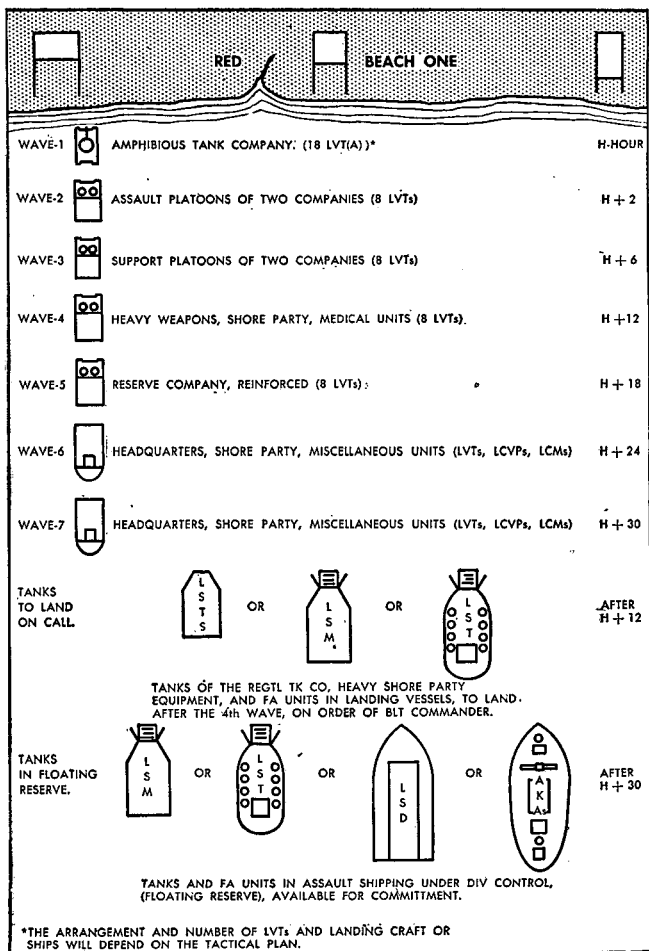 RED BEACH ONE
WAVE-1 AMPHIBIOUS TANK COMPANY. (18 LVT(A))* H-HOUR
WAVE-2 ASSAULT PLATOONS OF TWO COMPANIES (8 LVTs) H + 2
WAVE-3 SUPPORT PLATOONS OF TWO COMPANIES (8 LVTs) H + 6
WAVE-4 HEAVY WEAPONS, SHORE PARTY, MEDICAL UNITS (8 LVTs) H + 12
WAVE-5 RESERVE COMPANY, REINFORCED (8 LVTs) H + 18
WAVE-6 HEADQUARTERS, SHORE PARTY, MISCELLANEOUS UNITS (LVTs, LCVPs, LCMs) H + 24
WAVE-7 HEADQUARTERS, SHORE PARTY, MISCELLANEOUS UNITS (LVTs, LCVPs, LCMs) H + 30
TANKS
TO LAND
ON CALL.
LSTS OR LSM OR LST
AFTER
H + 12
TANKS OF THE REGTL TK CO, HEAVY SHORE PARTY
EQUIPMENT, AND FA UNITS IN LANDING VESSELS, TO LAND
AFTER THE 4th WAVE, ON ORDER OF BLT COMMANDER.
TANKS
IN FLOATING
RESERVE.
LSM OR LST OR LSD OR AKAs
AFTER
H + 30
TANKS AND FA UNITS IN ASSAULT SHIPPING UNDER DIV CONTROL,
(FLOATING RESERVE), AVAILABLE FOR COMMITTMENT.
*THE ARRANGEMENT AND NUMBER OF LVTs AND LANDING CRAFT OR
SHIPS WILL DEPEND ON THE TACTICAL PLAN.